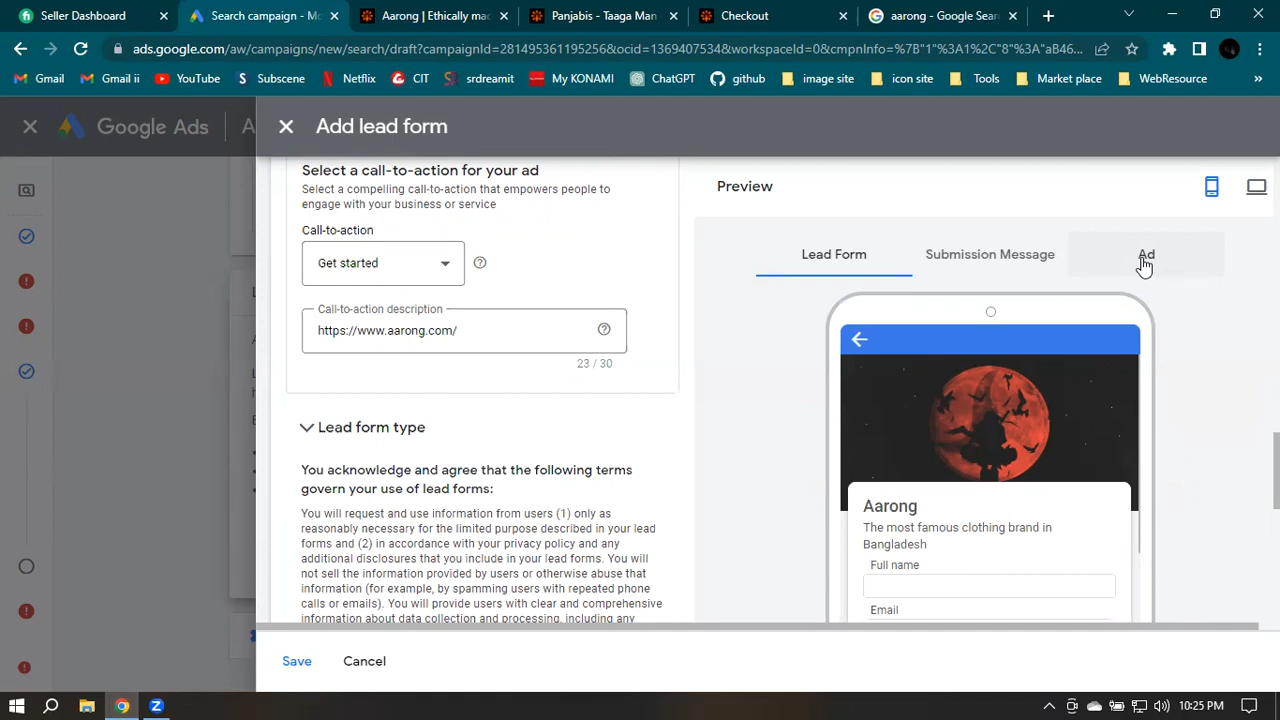 Seller Dashboard
Search campaign - Mo
Aarong | Ethically mac
Panjabis - Taaga Man
Checkout
aarong - Google Sear
ads.google.com/aw/campaigns/new/search/draft?campaignId=281495361195256&ocid=13694075334&workspaceId=0&cmpnInfo=%7B"1"%3A1%2C"8"%3A"aB46...
Gmail
Gmail ii
YouTube
Subscene
Netflix
CIT
srdreamit
My KONAMI
ChatGPT
github
image site
icon site
Tools
Market place
WebResource
»
Google Ads
Add lead form
Select a call-to-action for your ad
Select a compelling call-to-action that empowers people to
engage with your business or service
Call-to-action
Get started
Call-to-action description
https://www.aarong.com/
23 / 30
Lead form type
You acknowledge and agree that the following terms
govern your use of lead forms:
You will request and use information from users (1) only as
reasonably necessary for the limited purpose described in your lead
forms and (2) in accordance with your privacy policy and any
additional disclosures that you include in your lead forms. You will
not sell the information provided by users or otherwise abuse that
information (for example, by spamming users with repeated phone
calls or emails). You will provide users with clear and comprehensive
information about data collection and processing, including any
Preview
Lead Form
Submission Message
Ad
Aarong
The most famous clothing brand in
Bangladesh
Full name
Email
Save
Cancel
10:25 PM